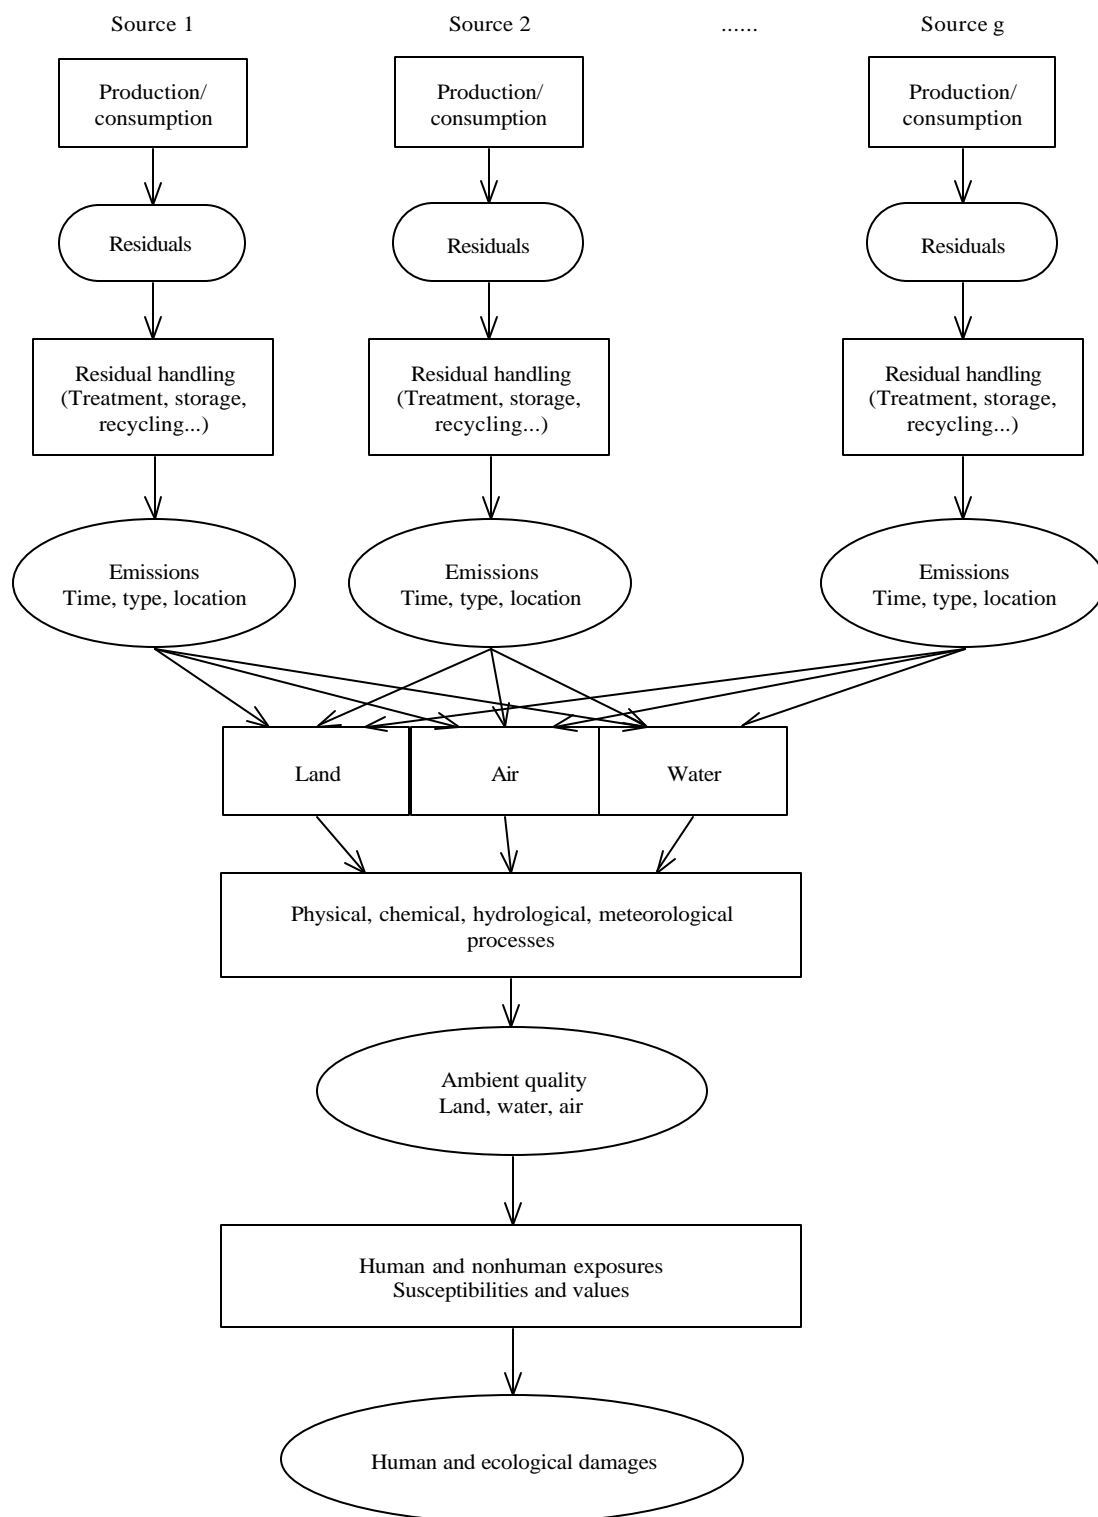 Source 1
Source 2
......
Source g
Production/
consumption
Production/
consumption
Production/
consumption
Residuals
Residuals
Residuals
Residual handling
(Treatment, storage,
recycling...)
Residual handling
(Treatment, storage,
recycling...)
Residual handling
(Treatment, storage,
recycling...)
Emissions
Time, type, location
Emissions
Time, type, location
Emissions
Time, type, location
Land
Air
Water
Physical, chemical, hydrological, meteorological
processes
Ambient quality
Land, water, air
Human and nonhuman exposures
Susceptibilities and values
Human and ecological damages